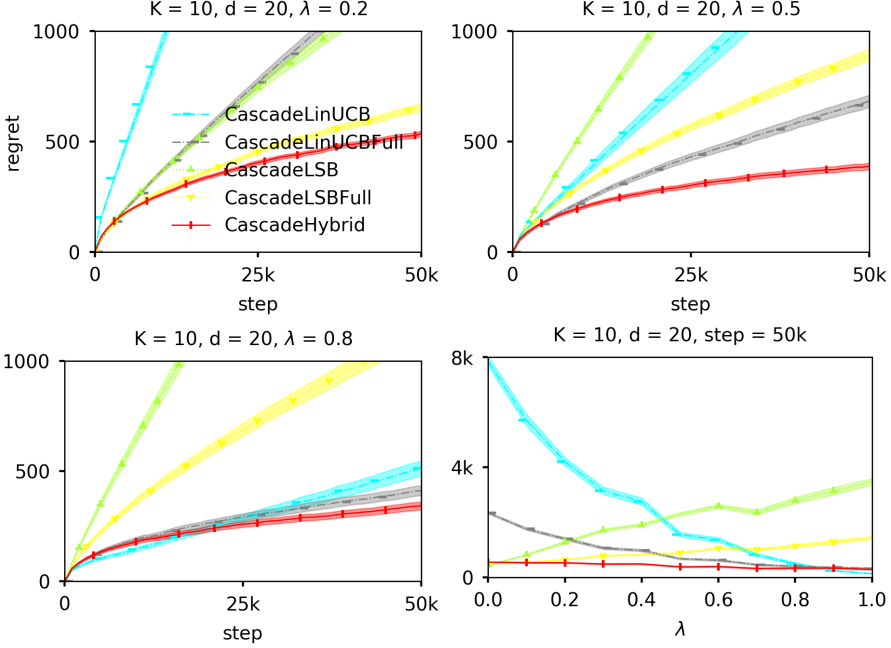 K = 10, d = 20, λ = 0.2
1000
500
0
regret
0
25k
50k
step
CascadeLinUCB
CascadeLinUCBFull
CascadeLSB
CascadeLSBFull
CascadeHybrid
K = 10, d = 20, λ = 0.5
1000
500
0
0
25k
50k
step
K = 10, d = 20, λ = 0.8
1000
500
0
0
25k
50k
step
K = 10, d = 20, step = 50k
8k
4k
0
0.0
0.2
0.4
0.6
0.8
1.0
λ